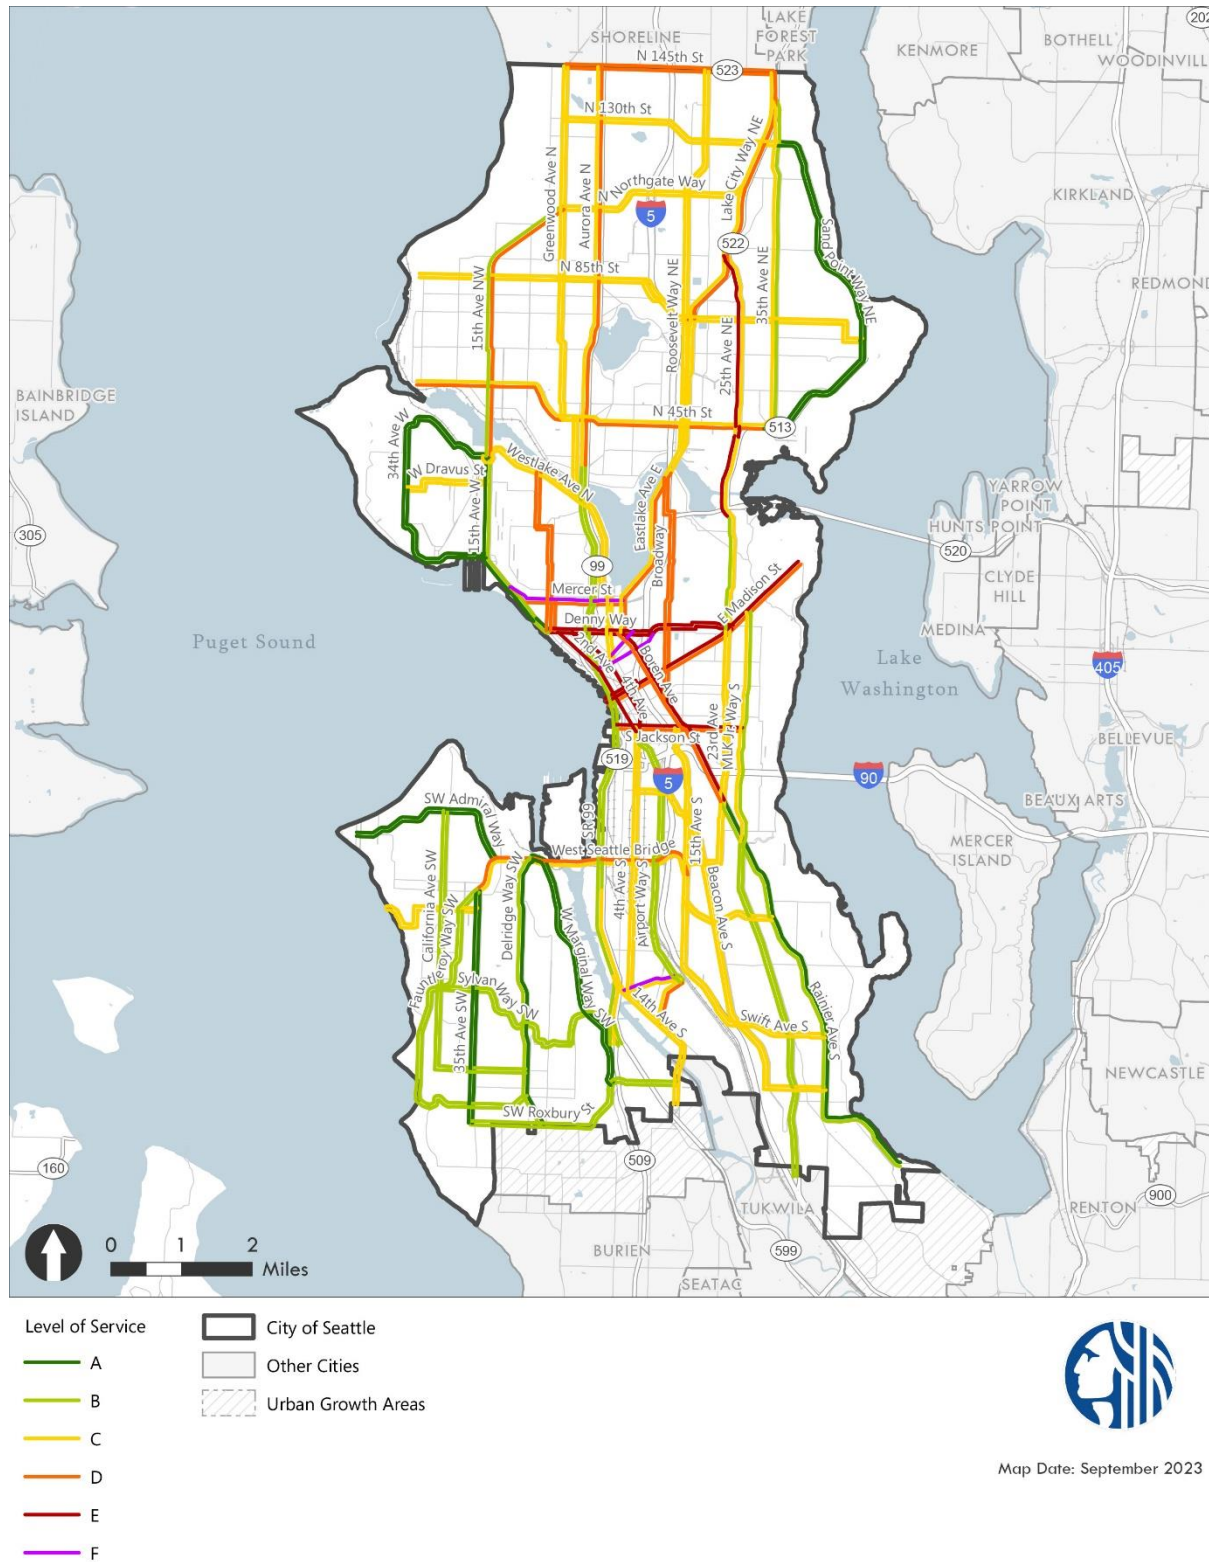 SHORELINE
LAKE
FOREST
PARK
KENMORE
BOTHELL
202
WOODINVILL
N 145th St
523
N 130th St
Greenwood Ave N
Aurora Ave N
N Northgate Way
Lake City Way NE
5
522
KIRKLAND
Sand Point Way NE
N 85th St
15th Ave NW
Roosevelt Way NE
35th Ave NE
25th Ave NE
REDMOND
BAINBRIDGE
ISLAND
N 45th St
513
34th Ave W
W Dravus St
15th Ave W
Westlake Ave N
Eastlake Ave E
Broadway
YARROW
POINT
HUNTS POINT
305
520
99
CLYDE
HILL
Mercer St
E Madison St
Denny Way
MEDINA
Puget Sound
2nd Ave
4th Ave
Boren Ave
Lake
Washington
405
23rd Ave
MLK Jr Way S
S Jackson St
BELLEVUE
519
5
90
BEAUX ARTS
SW Admiral Way
SR 99
West Seattle Bridge
15th Ave S
MERCER
ISLAND
California Ave SW
Fauntleroy Way SW
Delridge Way SW
W Marginal Way SW
4th Ave S
Airport Way S
Beacon Ave S
Sylvan Way SW
35th Ave SW
14th Ave S
Swift Ave S
Rainier Ave S
NEWCASTLE
SW Roxbury St
160
509
TUKWILA
RENTON
900
599
BURIEN
SEATAC
0 1 2
Miles
Level of Service
A
B
C
D
E
F
City of Seattle
Other Cities
Urban Growth Areas
Map Date: September 2023